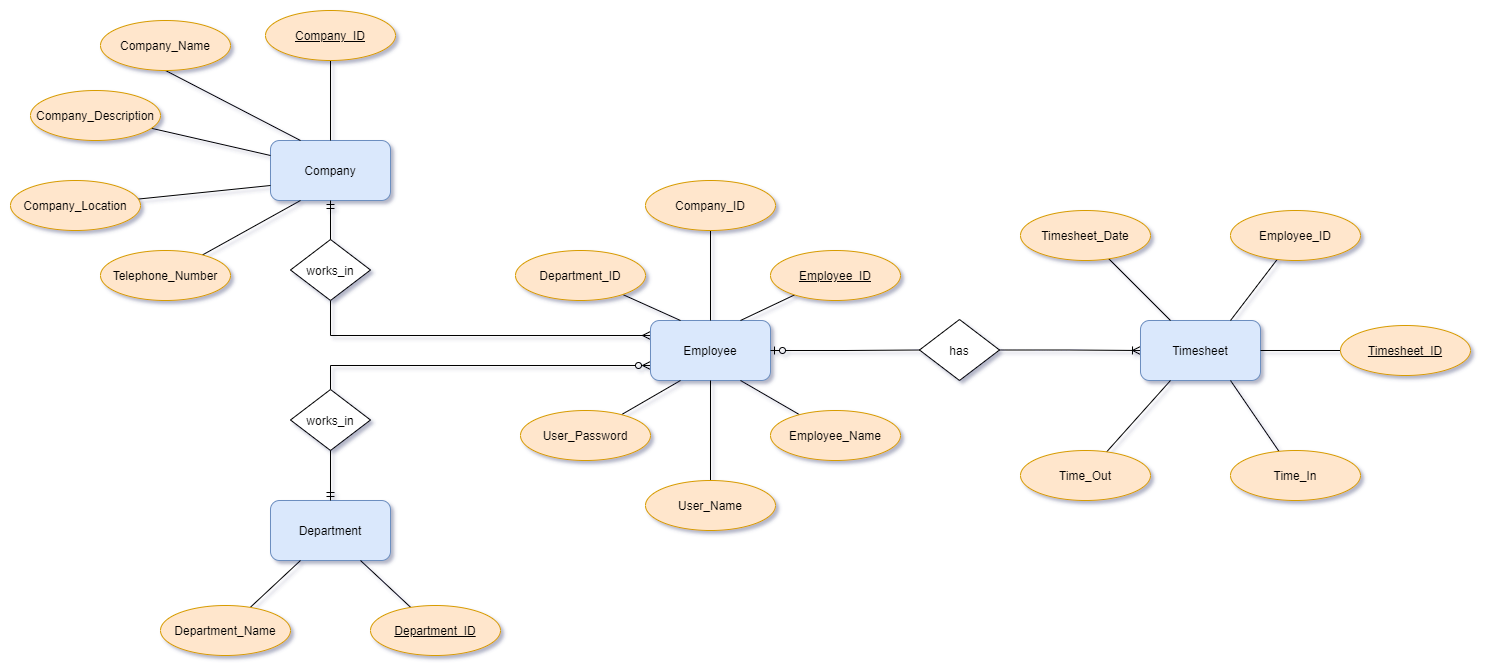 Company_ID
Company_Name
Company_Description
Company
Company_Location
Telephone_Number
works_in
Company_ID
Department_ID
Employee_ID
Employee
User_Password
Employee_Name
User_Name
has
Timesheet_Date
Employee_ID
Timesheet
Timesheet_ID
Time_Out
Time_In
works_in
Department
Department_Name
Department_ID